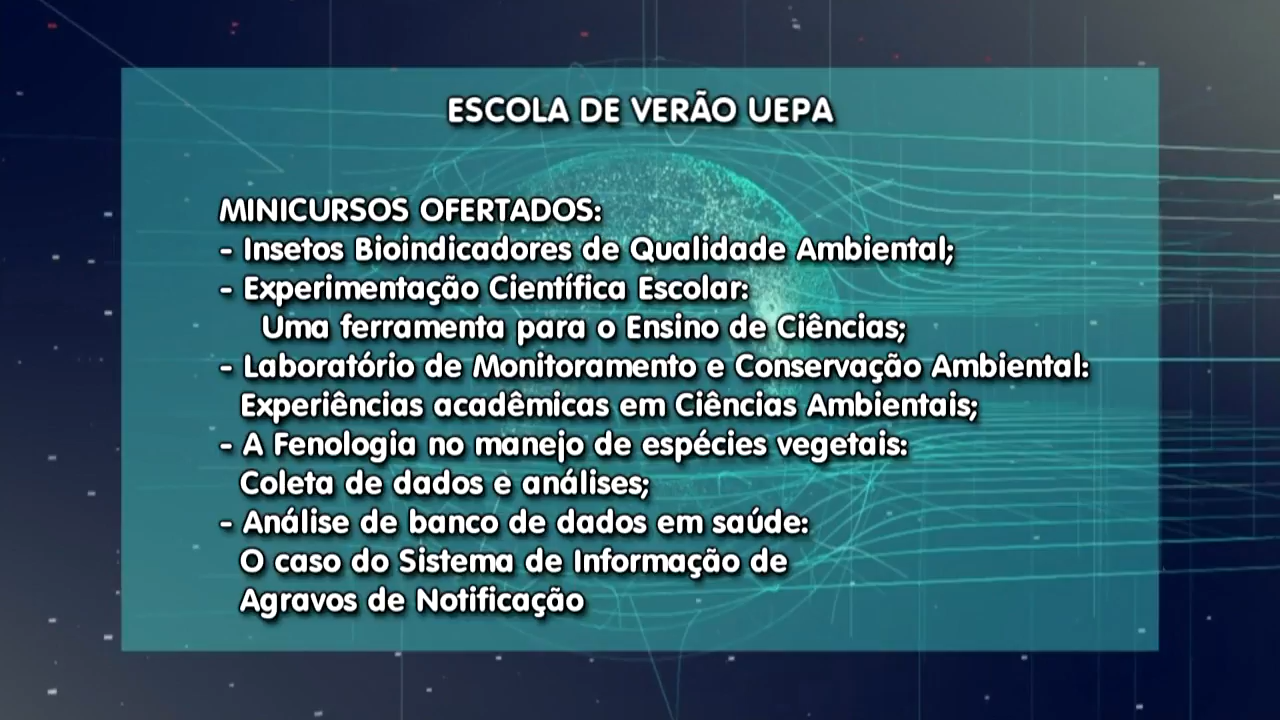 ESCOLA DE VERÃO UEPA
MINICURSOS OFERTADOS:
- Insetos Bioindicadores de Qualidade Ambiental;
- Experimentação Científica Escolar:
Uma ferramenta para o Ensino de Ciências;
- Laboratório de Monitoramento e Conservação Ambiental:
Experiências acadêmicas em Ciências Ambientais;
- A Fenologia no manejo de espécies vegetais:
Coleta de dados e análises;
- Análise de banco de dados em saúde:
O caso do Sistema de Informação de
Agravos de Notificação